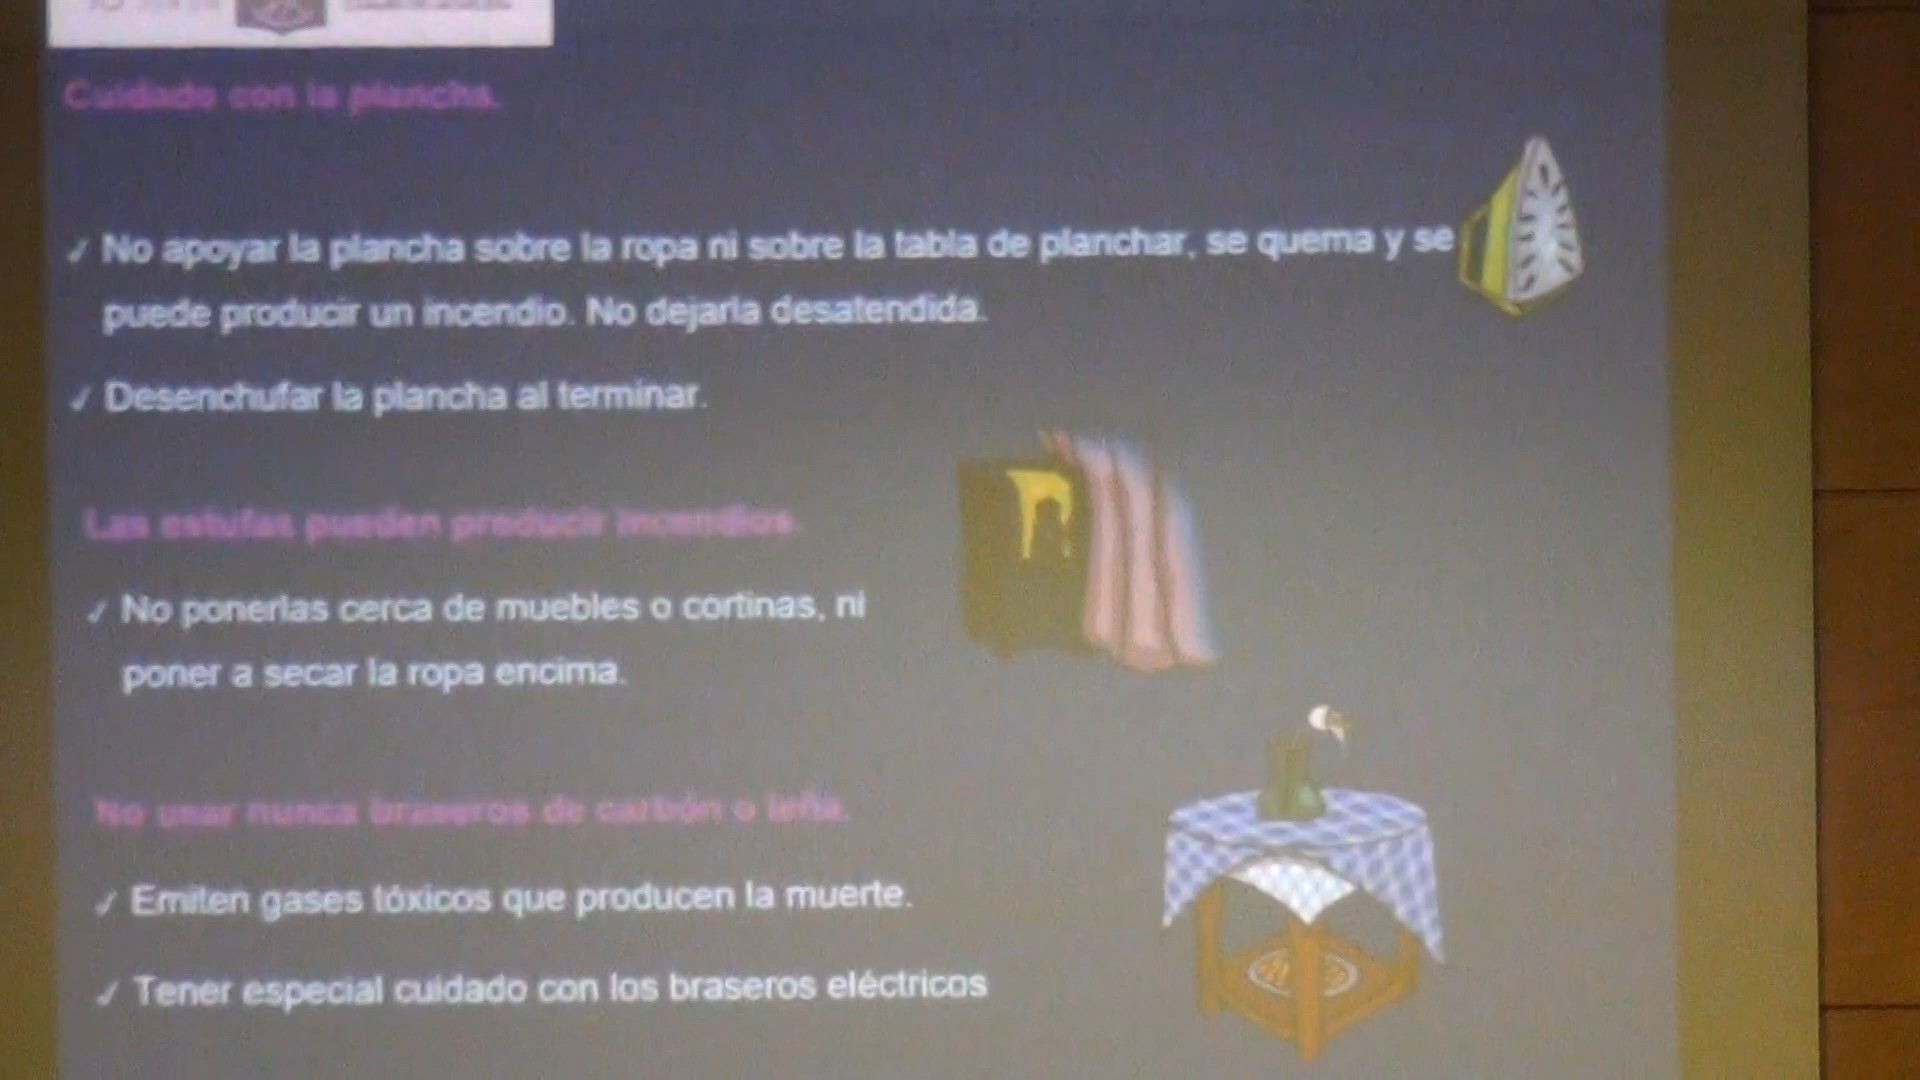 Cuidado con la plancha.
✓ No apoyar la plancha sobre la ropa ni sobre la tabla de planchar, se quema y se
puede producir un incendio. No dejarla desatendida.
✓ Desenchufar la plancha al terminar.
Las estufas pueden producir incendios.
✓ No ponerlas cerca de muebles o cortinas, ni
poner a secar la ropa encima.
No usar nunca braseros de carbón o leña.
✓ Emiten gases tóxicos que producen la muerte.
✓ Tener especial cuidado con los braseros eléctricos